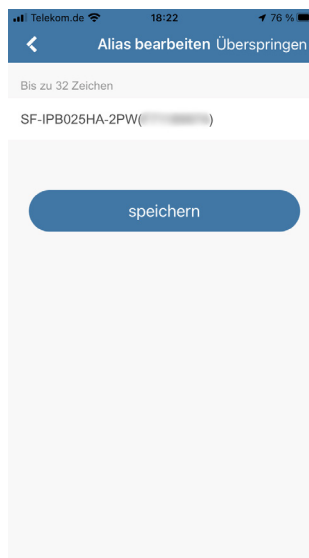 Telekom.de 18:22 76 %
Alias bearbeiten Überspringen
Bis zu 32 Zeichen
SF-IPB025HA-2PW( )
speichern